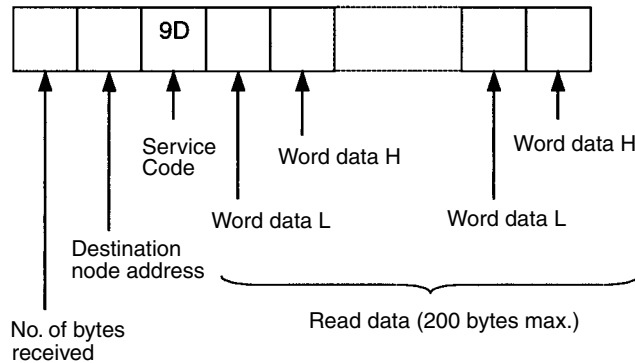 9D
Service
Code
Word data H
Word data H
Word data L
Word data L
Destination
node address
Read data (200 bytes max.)
No. of bytes
received